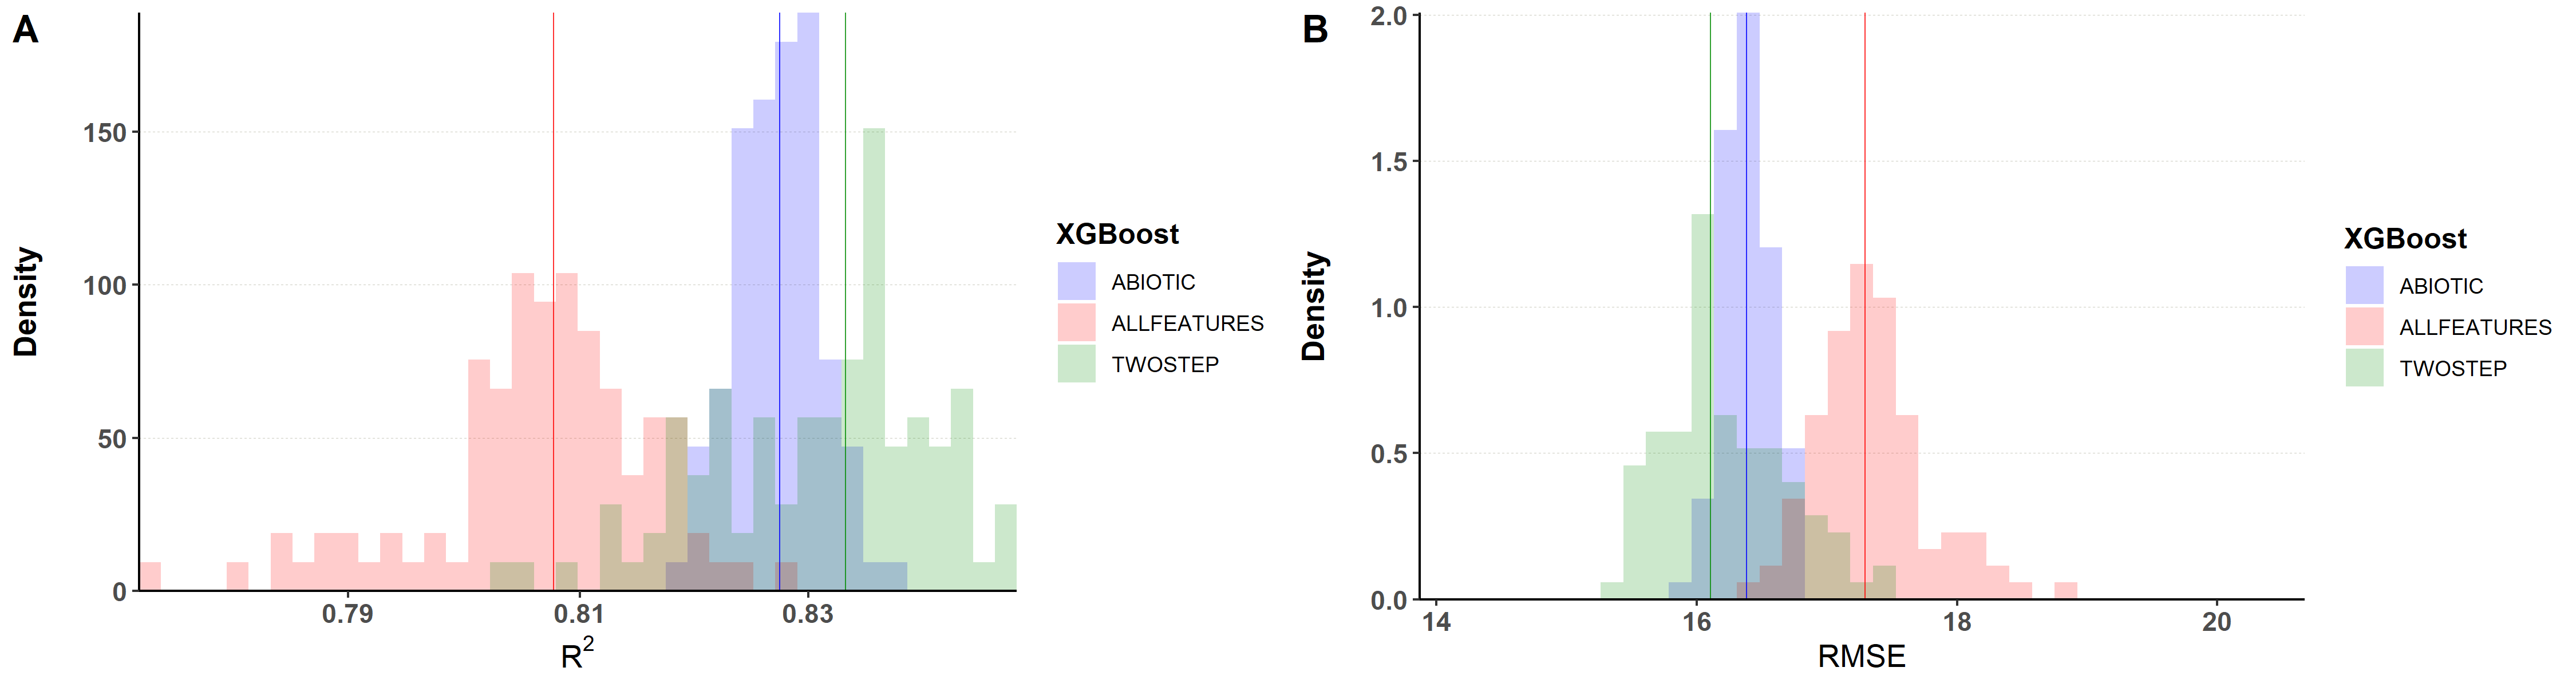 A
Density
150
100
50
0
0.79 0.81 0.83
R²
XGBoost
ABIOTIC
ALLFEATURES
TWOSTEP
B
Density
2.0
1.5
1.0
0.5
0.0
14 16 18 20
RMSE
XGBoost
ABIOTIC
ALLFEATURES
TWOSTEP